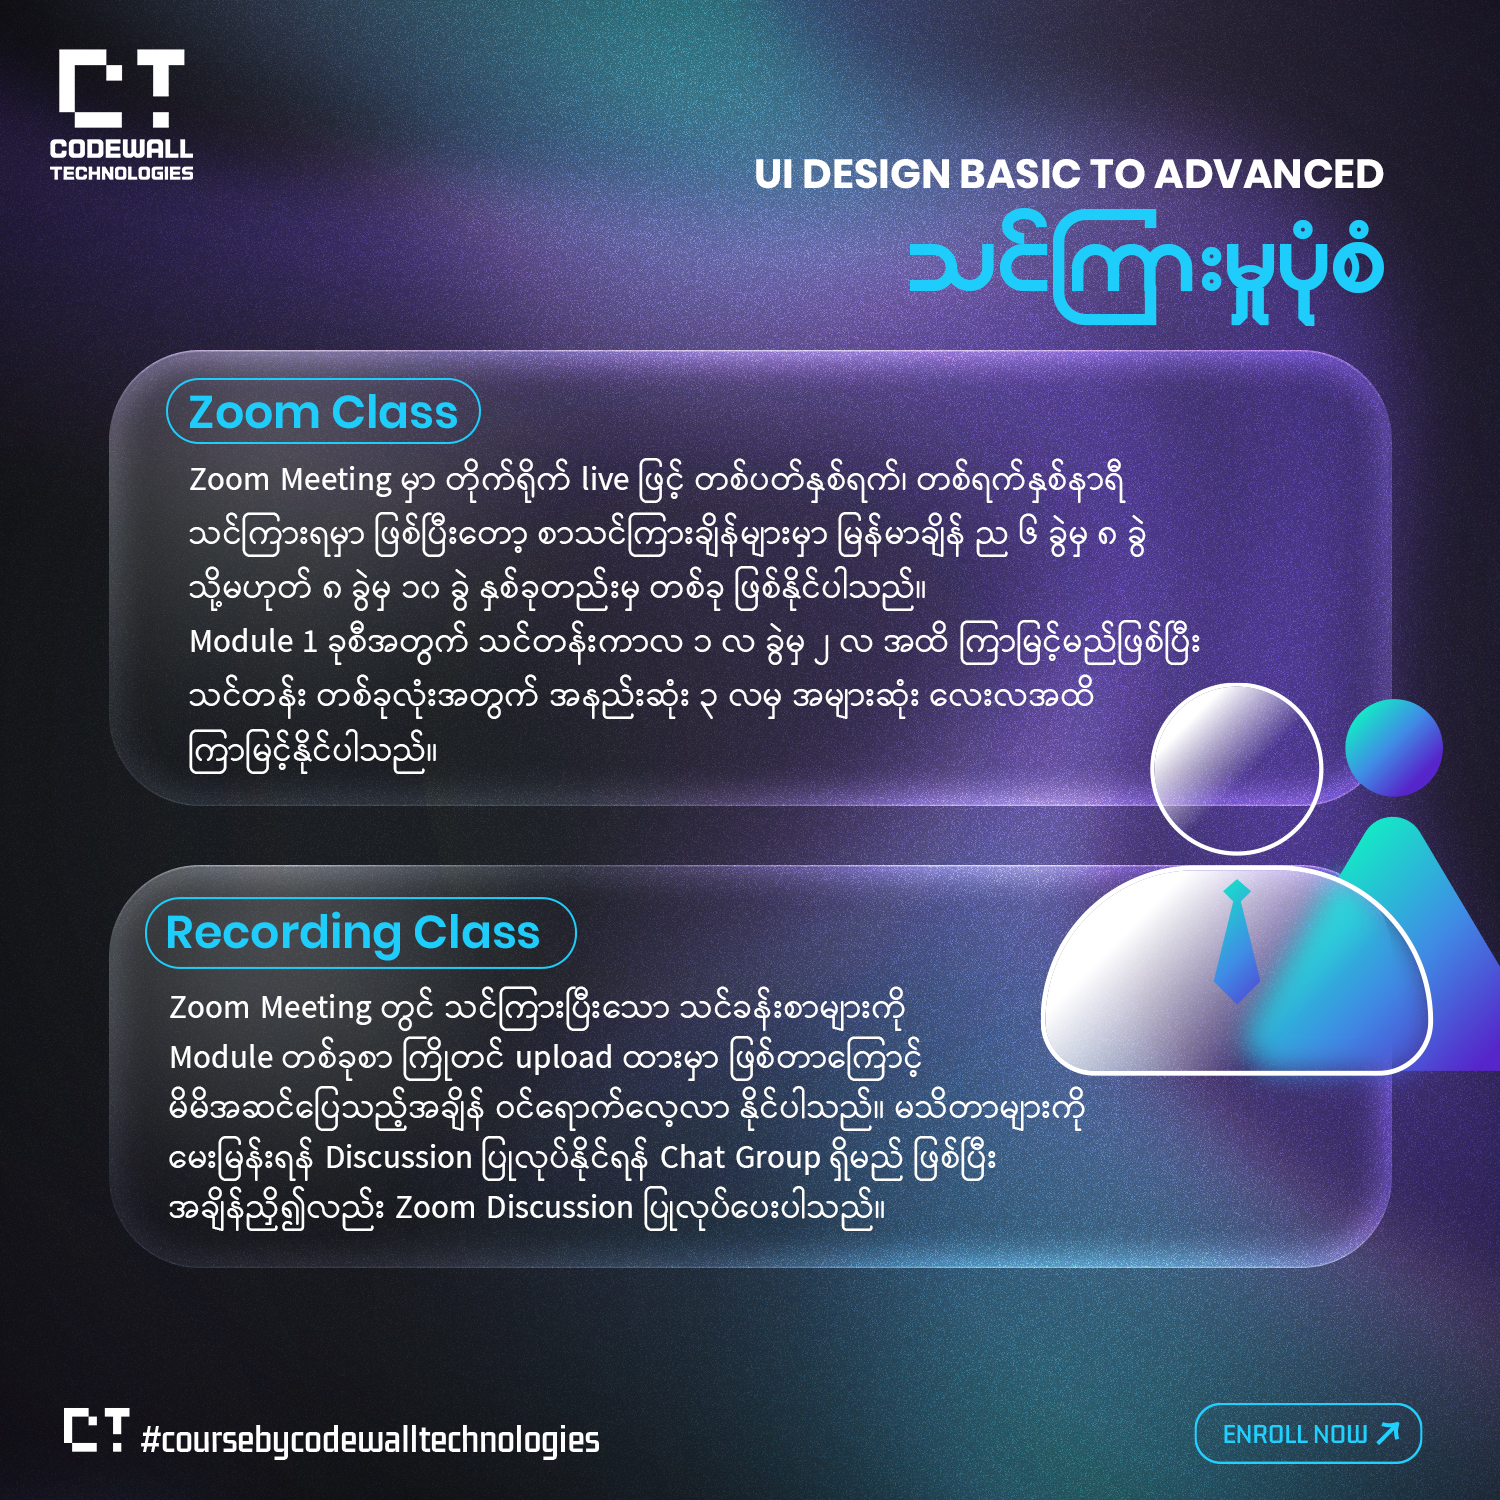 CT
CODEWALL
TECHNOLOGIES
UI DESIGN BASIC TO ADVANCED
သင်ကြားမှုပုံစံ
Zoom Class
Zoom Meeting မှာ တိုက်ရိုက် live ဖြင့် တစ်ပတ်နှစ်ရက်၊ တစ်ရက်နှစ်နာရီ
သင်ကြားရမှာ ဖြစ်ပြီးတော့ စာသင်ကြားချိန်များမှာ မြန်မာချိန် ည ၆ ခွဲမှ ၈ ခွဲ
သို့မဟုတ် ၈ ခွဲမှ ၁၀ ခွဲ နှစ်ခုတည်းမှ တစ်ခု ဖြစ်နိုင်ပါသည်။
Module 1 ခုစီအတွက် သင်တန်းကာလ ၁ လ ခွဲမှ ၂ လ အထိ ကြာမြင့်မည်ဖြစ်ပြီး
သင်တန်း တစ်ခုလုံးအတွက် အနည်းဆုံး ၃ လမှ အများဆုံး လေးလအထိ
ကြာမြင့်နိုင်ပါသည်။
Recording Class
Zoom Meeting တွင် သင်ကြားပြီးသော သင်ခန်းစာများကို
Module တစ်ခုစာ ကြိုတင် upload ထားမှာ ဖြစ်တာကြောင့်
မိမိအဆင်ပြေသည့်အချိန် ဝင်ရောက်လေ့လာ နိုင်ပါသည်။ မသိတာများကို
မေးမြန်းရန် Discussion ပြုလုပ်နိုင်ရန် Chat Group ရှိမည် ဖြစ်ပြီး
အချိန်ညှိ၍လည်း Zoom Discussion ပြုလုပ်ပေးပါသည်။
CT #coursebycodewalltechnologies
ENROLL NOW